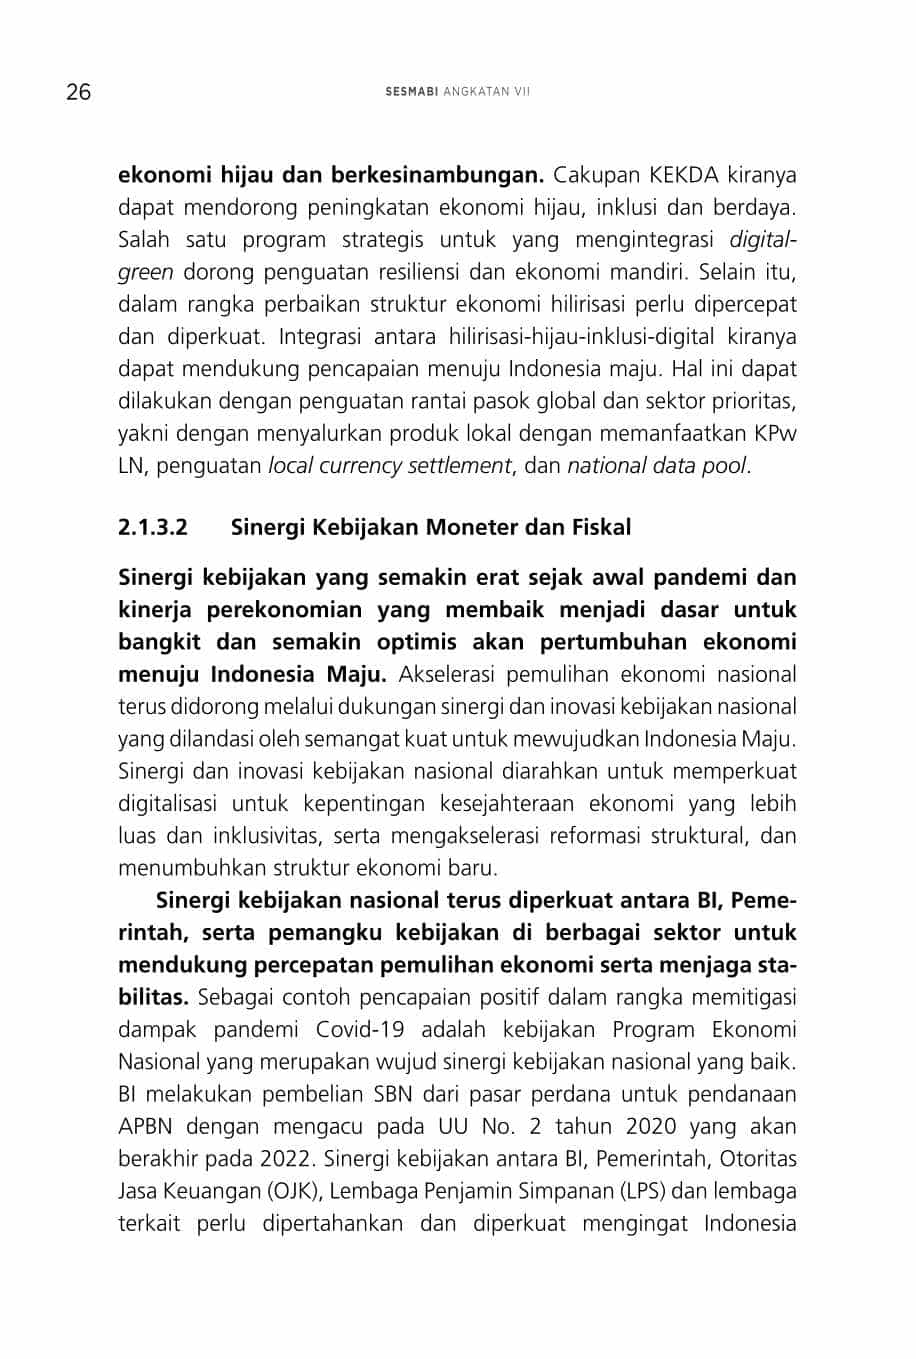 26
SESMABI ANGKATAN VII
ekonomi hijau dan berkesinambungan. Cakupan KEKDA kiranya
dapat mendorong peningkatan ekonomi hijau, inklusi dan berdaya.
Salah satu program strategis untuk yang mengintegrasi digital-
green dorong penguatan resiliensi dan ekonomi mandiri. Selain itu,
dalam rangka perbaikan struktur ekonomi hilirisasi perlu dipercepat
dan diperkuat. Integrasi antara hilirisasi-hijau-inklusi-digital kiranya
dapat mendukung pencapaian menuju Indonesia maju. Hal ini dapat
dilakukan dengan penguatan rantai pasok global dan sektor prioritas,
yakni dengan menyalurkan produk lokal dengan memanfaatkan KPw
LN, penguatan local currency settlement, dan national data pool.
2.1.3.2 Sinergi Kebijakan Moneter dan Fiskal
Sinergi kebijakan yang semakin erat sejak awal pandemi dan
kinerja perekonomian yang membaik menjadi dasar untuk
bangkit dan semakin optimis akan pertumbuhan ekonomi
menuju Indonesia Maju. Akselerasi pemulihan ekonomi nasional
terus didorong melalui dukungan sinergi dan inovasi kebijakan nasional
yang dilandasi oleh semangat kuat untuk mewujudkan Indonesia Maju.
Sinergi dan inovasi kebijakan nasional diarahkan untuk memperkuat
digitalisasi untuk kepentingan kesejahteraan ekonomi yang lebih
luas dan inklusivitas, serta mengakselerasi reformasi struktural, dan
menumbuhkan struktur ekonomi baru.
Sinergi kebijakan nasional terus diperkuat antara BI, Peme-
rintah, serta pemangku kebijakan di berbagai sektor untuk
mendukung percepatan pemulihan ekonomi serta menjaga sta-
bilitas. Sebagai contoh pencapaian positif dalam rangka memitigasi
dampak pandemi Covid-19 adalah kebijakan Program Ekonomi
Nasional yang merupakan wujud sinergi kebijakan nasional yang baik.
BI melakukan pembelian SBN dari pasar perdana untuk pendanaan
APBN dengan mengacu pada UU No. 2 tahun 2020 yang akan
berakhir pada 2022. Sinergi kebijakan antara BI, Pemerintah, Otoritas
Jasa Keuangan (OJK), Lembaga Penjamin Simpanan (LPS) dan lembaga
terkait perlu dipertahankan dan diperkuat mengingat Indonesia